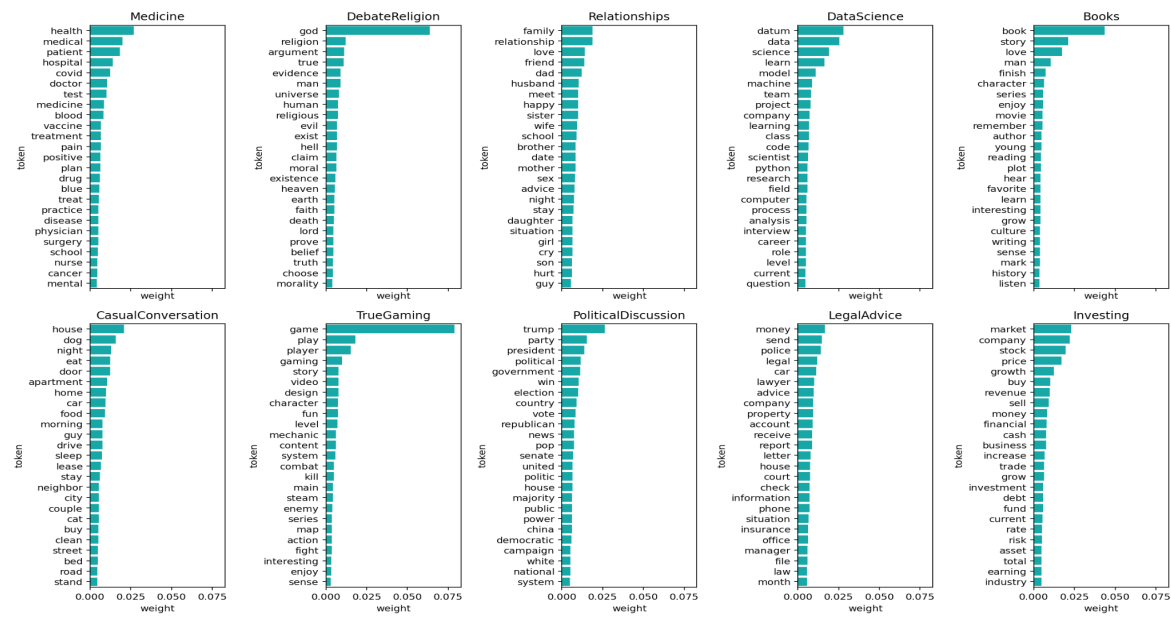 Medicine
token
health
medical
patient
hospital
covid
doctor
test
medicine
blood
vaccine
treatment
pain
positive
plan
drug
blue
treat
practice
disease
physician
surgery
school
nurse
cancer
mental
weight
DebateReligion
token
god
religion
argument
true
evidence
man
universe
human
religious
evil
exist
hell
claim
moral
existence
heaven
earth
faith
death
lord
prove
belief
truth
choose
morality
weight
Relationships
token
family
relationship
love
friend
dad
husband
meet
happy
sister
wife
school
brother
date
mother
sex
advice
night
stay
daughter
situation
girl
cry
son
hurt
guy
weight
DataScience
token
datum
data
science
learn
model
machine
team
project
company
learning
class
code
scientist
python
research
field
computer
process
analysis
interview
career
role
level
current
question
weight
Books
token
book
story
love
man
finish
character
series
enjoy
movie
remember
author
young
reading
plot
hear
favorite
learn
interesting
grow
culture
writing
sense
mark
history
listen
weight
CasualConversation
token
house
dog
night
eat
door
apartment
home
car
food
morning
guy
drive
sleep
lease
stay
neighbor
city
couple
cat
buy
clean
street
bed
road
stand
0.000 0.025 0.050 0.075
weight
TrueGaming
token
game
play
player
gaming
story
video
design
character
fun
level
mechanic
content
system
combat
kill
main
steam
enemy
series
map
action
fight
interesting
enjoy
sense
0.000 0.025 0.050 0.075
weight
PoliticalDiscussion
token
trump
party
president
political
government
win
election
country
vote
republican
news
pop
senate
united
politic
house
majority
public
power
china
democratic
campaign
white
national
system
0.000 0.025 0.050 0.075
weight
LegalAdvice
token
money
send
police
legal
car
lawyer
advice
company
property
account
receive
report
letter
house
court
check
information
phone
situation
insurance
office
manager
file
law
month
0.000 0.025 0.050 0.075
weight
Investing
token
market
company
stock
price
growth
buy
revenue
sell
money
financial
cash
business
increase
trade
grow
investment
debt
fund
current
rate
risk
asset
total
earning
industry
0.000 0.025 0.050 0.075
weight